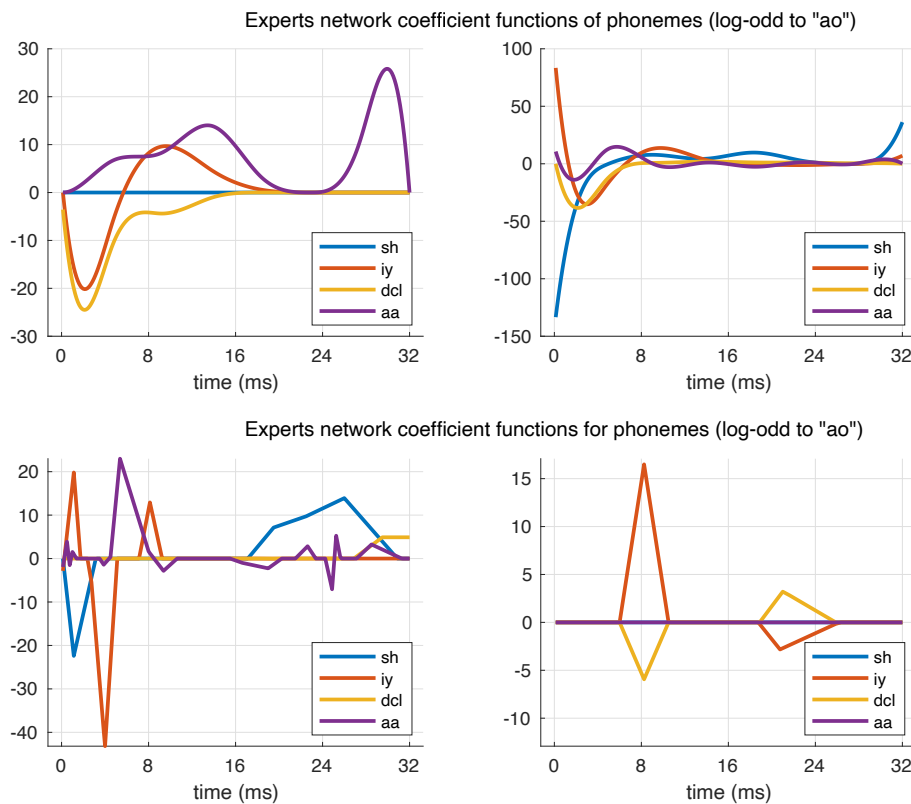 Experts network coefficient functions of phonemes (log-odd to "ao")
30
20
10
0
-10
-20
-30
0 8 16 24 32
time (ms)
sh
iy
dcl
aa
100
50
0
-50
-100
-150
0 8 16 24 32
time (ms)
sh
iy
dcl
aa
Experts network coefficient functions for phonemes (log-odd to "ao")
20
10
0
-10
-20
-30
-40
0 8 16 24 32
time (ms)
sh
iy
dcl
aa
15
10
5
0
-5
-10
0 8 16 24 32
time (ms)
sh
iy
dcl
aa